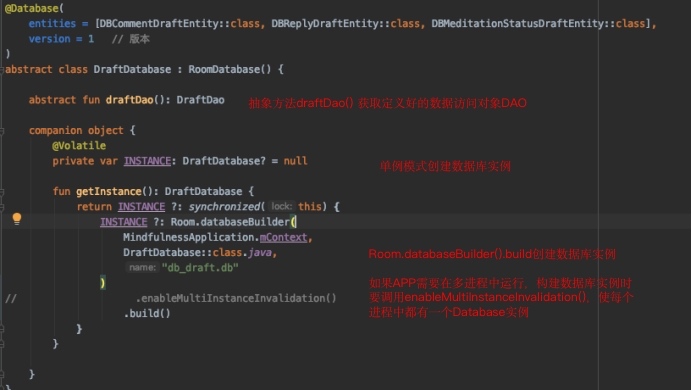 @Database(
entities = [DBCommentDraftEntity::class, DBReplyDraftEntity::class, DBMeditationStatusDraftEntity::class],
version = 1 // 版本
)
abstract class DraftDatabase : RoomDatabase() {
abstract fun draftDao(): DraftDao 抽象方法draftDao() 获取定义好的数据访问对象DAO
companion object {
@Volatile
private var INSTANCE: DraftDatabase? = null 单例模式创建数据库实例
fun getInstance(): DraftDatabase {
return INSTANCE ?: synchronized( lock: this) {
INSTANCE ?: Room.databaseBuilder(
MindfulnessApplication.mContext,
DraftDatabase::class.java, Room.databaseBuilder().build创建数据库实例
name: "db_draft.db"
) 如果APP需要在多进程中运行，构建数据库实例时
// .enableMultiInstanceInvalidation() 要调用enableMultiInstanceInvalidation()，使每个
.build() 进程中都有一个Database实例
}
}
}
}